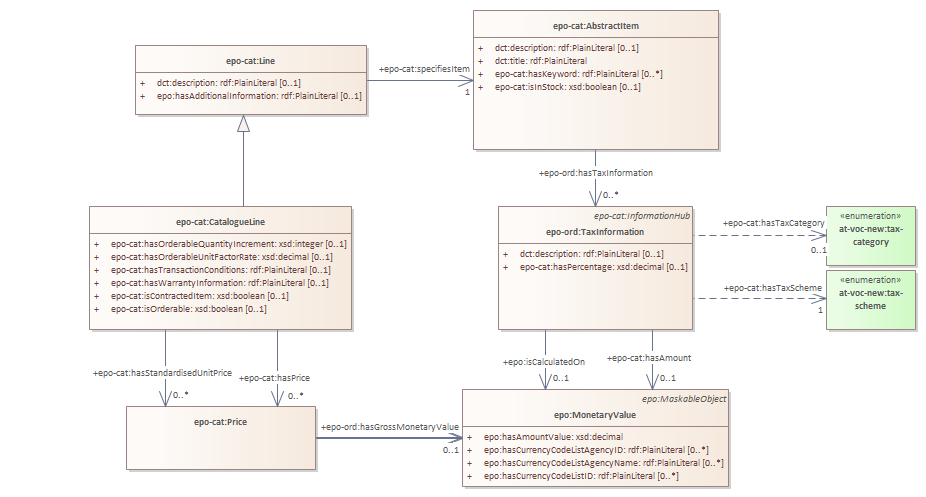 epo-cat:AbstractItem
+ dct:description: rdf:PlainLiteral [0..1]
+ dct:title: rdf:PlainLiteral
+ epo-cat:hasKeyword: rdf:PlainLiteral [0..*]
+ epo-cat:isInStock: xsd:boolean [0..1]
epo-cat:Line
+ dct:description: rdf:PlainLiteral [0..1]
+ epo:hasAdditionalInformation: rdf:PlainLiteral [0..1]
+epo-cat:specifiesItem
1
+epo-ord:hasTaxInformation
0..*
epo-cat:CatalogueLine
+ epo-cat:hasOrderableQuantityIncrement: xsd:integer [0..1]
+ epo-cat:hasOrderableUnitFactorRate: xsd:decimal [0..1]
+ epo-cat:hasTransactionConditions: rdf:PlainLiteral [0..1]
+ epo-cat:hasWarrantyInformation: rdf:PlainLiteral [0..1]
+ epo-cat:isContractedItem: xsd:boolean [0..1]
+ epo-cat:isOrderable: xsd:boolean [0..1]
epo-cat:InformationHub
epo-ord:TaxInformation
+ dct:description: rdf:PlainLiteral [0..1]
+ epo-cat:hasPercentage: xsd:decimal [0..1]
+epo-cat:hasTaxCategory
0..1
«enumeration»
at-voc-new:tax-
category
+epo-cat:hasTaxScheme
1
«enumeration»
at-voc-new:tax-
scheme
+epo-cat:hasStandardisedUnitPrice
0..*
+epo-cat:hasPrice
0..*
+epo:isCalculatedOn
0..1
+epo-cat:hasAmount
0..1
epo-cat:Price
+epo-ord:hasGrossMonetaryValue
0..1
epo:MaskableObject
epo:MonetaryValue
+ epo:hasAmountValue: xsd:decimal
+ epo:hasCurrencyCodeListAgencyID: rdf:PlainLiteral [0..*]
+ epo:hasCurrencyCodeListAgencyName: rdf:PlainLiteral [0..*]
+ epo:hasCurrencyCodeListID: rdf:PlainLiteral [0..*]